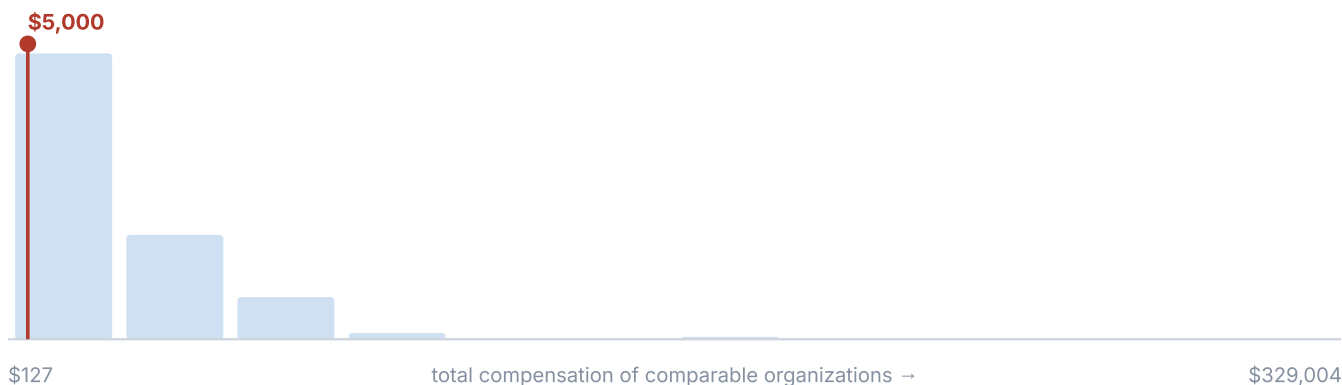 $5,000
$127 total compensation of comparable organizations → $329,004